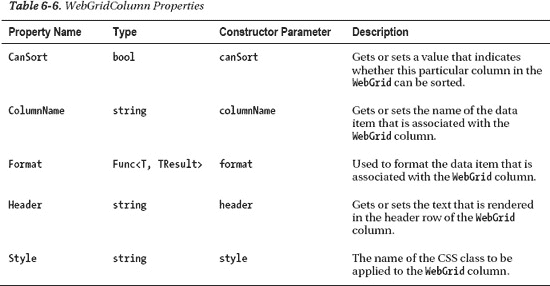 Table 6-6. WebGridColumn Properties
Property Name Type Constructor Parameter Description
CanSort bool canSort Gets or sets a value that indicates
whether this particular column in the
WebGrid can be sorted.
ColumnName string columnName Gets or sets the name of the data
item that is associated with the
WebGrid column.
Format Func<T, TResult> format Used to format the data item that is
associated with the WebGrid column.
Header string header Gets or sets the text that is rendered
in the header row of the WebGrid
column.
Style string style The name of the CSS class to be
applied to the WebGrid column.